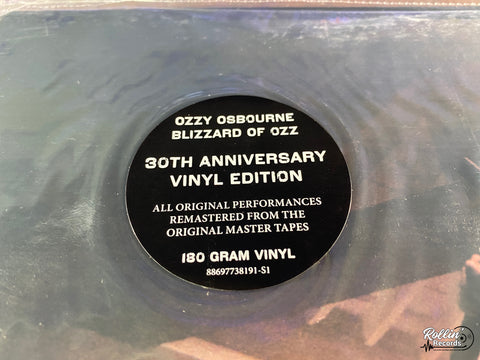 OZZY OSBOURNE
BLIZZARD OF OZZ
30TH ANNIVERSARY
VINYL EDITION
ALL ORIGINAL PERFORMANCES
REMASTERED FROM THE
ORIGINAL MASTER TAPES
180 GRAM VINYL
88697738191-S1
Rollin'
Records